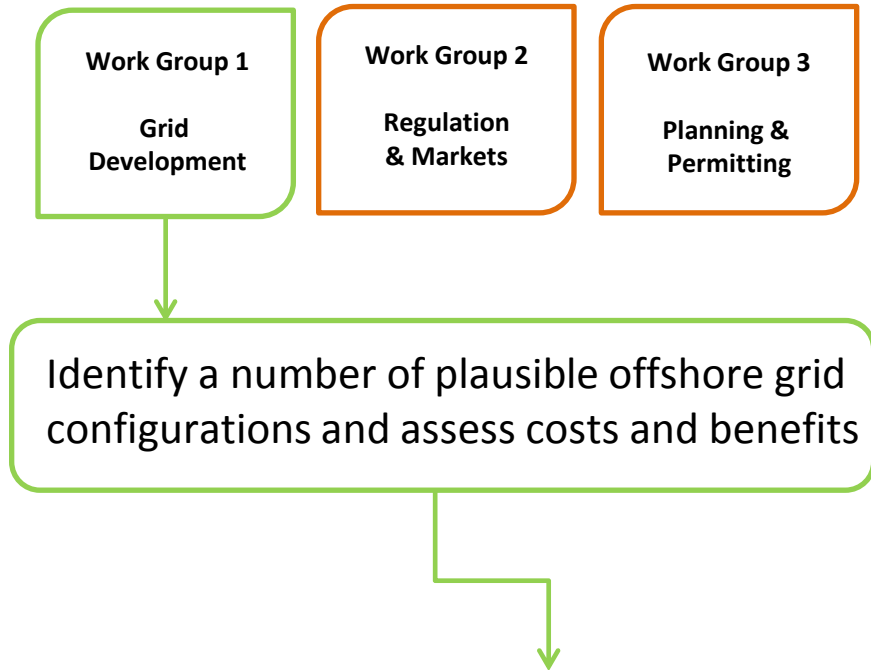 Work Group 1
Grid
Development
Work Group 2
Regulation
& Markets
Work Group 3
Planning &
Permitting
Identify a number of plausible offshore grid
configurations and assess costs and benefits